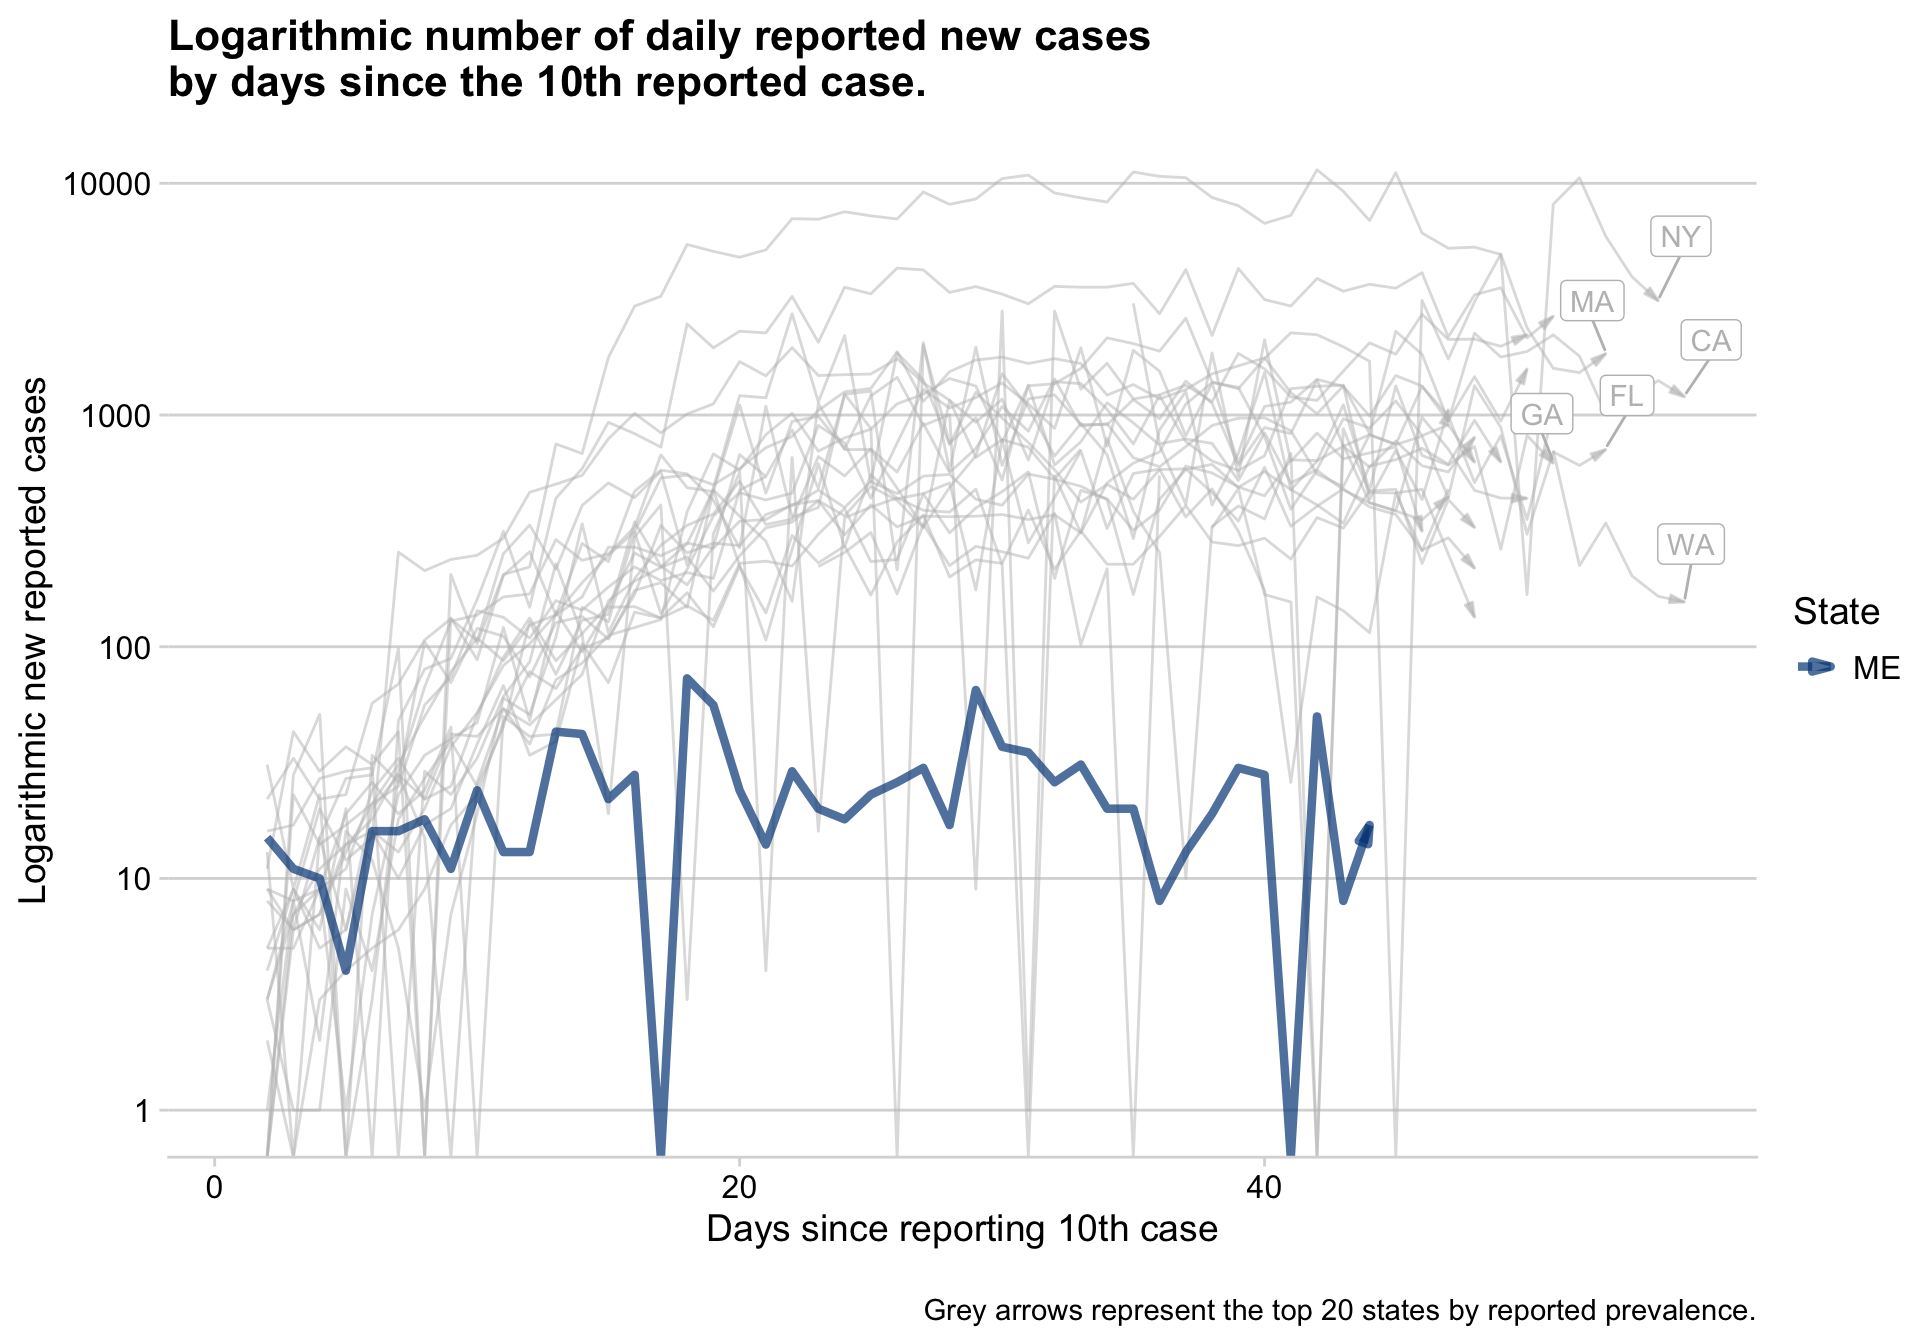 Logarithmic number of daily reported new cases
by days since the 10th reported case.
Logarithmic new reported cases
10000
1000
100
10
1
NY
MA
CA
FL
GA
WA
State
ME
0
20
40
Days since reporting 10th case
Grey arrows represent the top 20 states by reported prevalence.